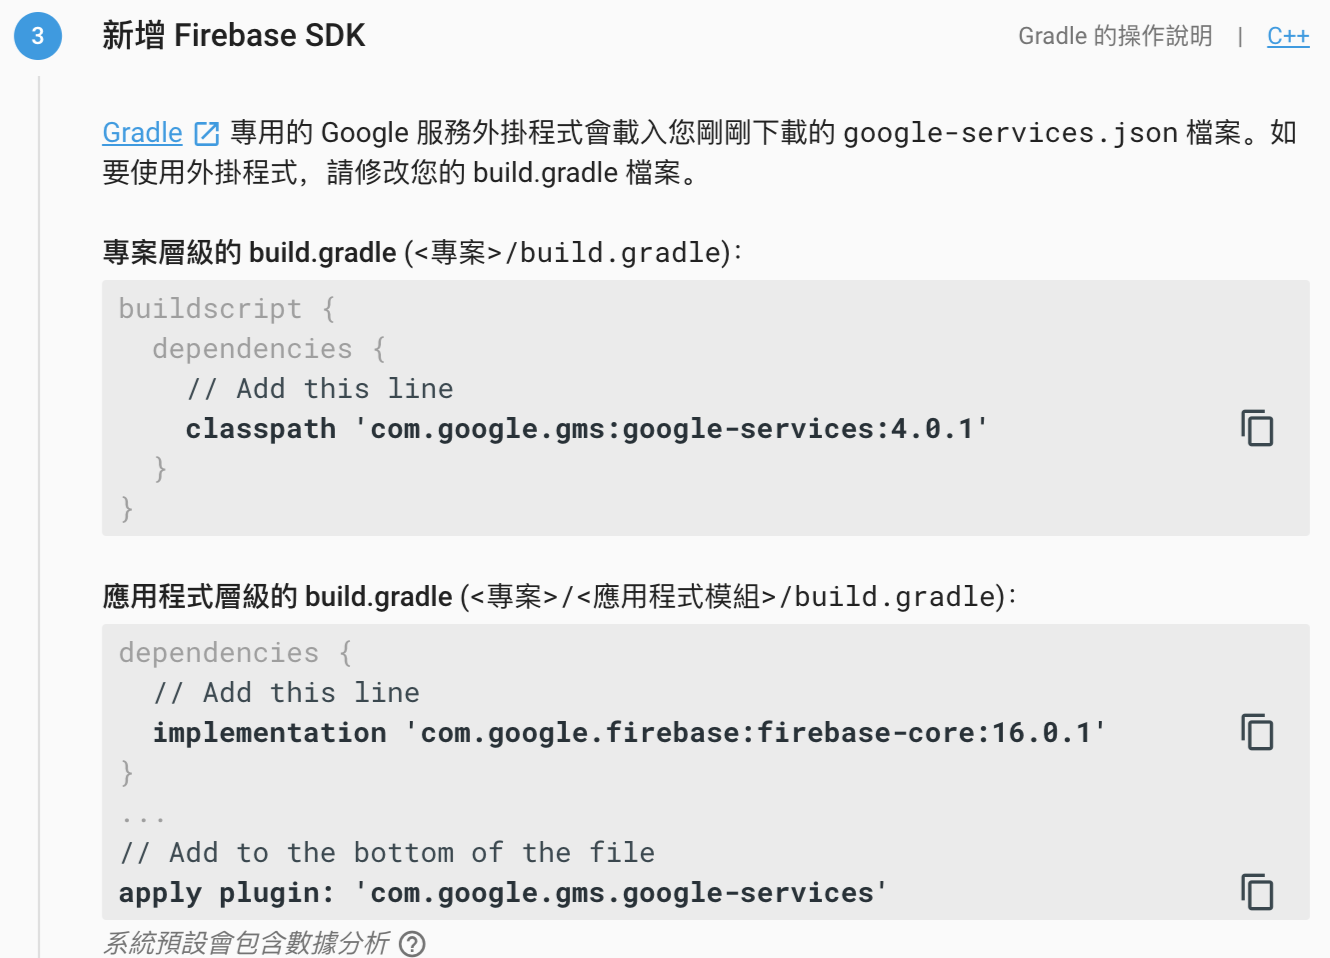 3
新增 Firebase SDK
Gradle 的操作說明 | C++
Gradle 專用的 Google 服務外掛程式會載入您剛剛下載的 google-services.json 檔案。如
要使用外掛程式，請修改您的 build.gradle 檔案。
專案層級的 build.gradle (<專案>/build.gradle)：
buildscript {
  dependencies {
    // Add this line
    classpath 'com.google.gms:google-services:4.0.1'
  }
}
應用程式層級的 build.gradle (<專案>/<應用程式模組>/build.gradle)：
dependencies {
  // Add this line
  implementation 'com.google.firebase:firebase-core:16.0.1'
}
...
// Add to the bottom of the file
apply plugin: 'com.google.gms.google-services'
系統預設會包含數據分析 ?